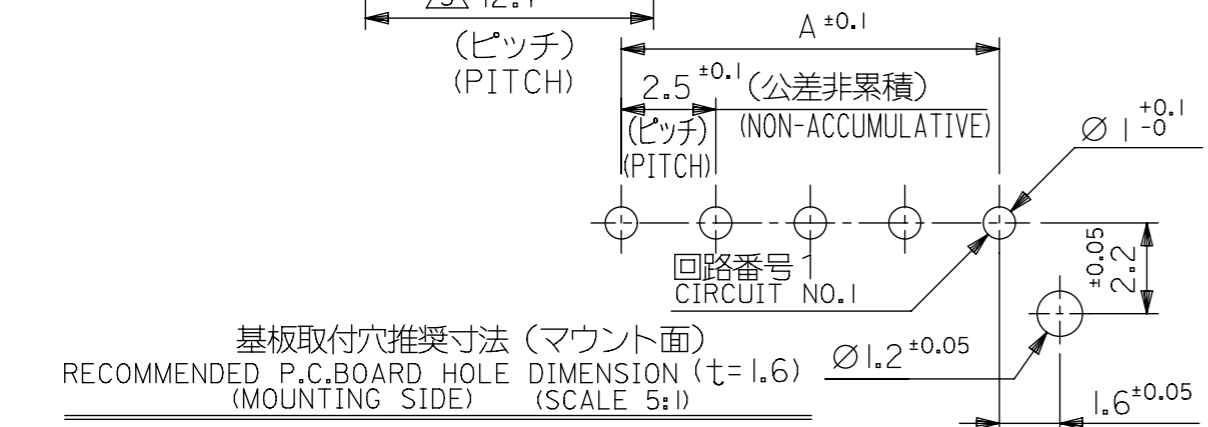 (ピッチ)
(PITCH)
A ±0.1
2.5 ±0.1 (公差非累積)
(ピッチ) (NON-ACCUMULATIVE)
(PITCH)
Ø 1 +0.1 -0
2.2 ±0.05
回路番号1
CIRCUIT NO.1
基板取付穴推奨寸法 (マウント面)
RECOMMENDED P.C.BOARD HOLE DIMENSION (t=1.6)
(MOUNTING SIDE) (SCALE 5:1)
Ø1.2 ±0.05
1.6 ±0.05